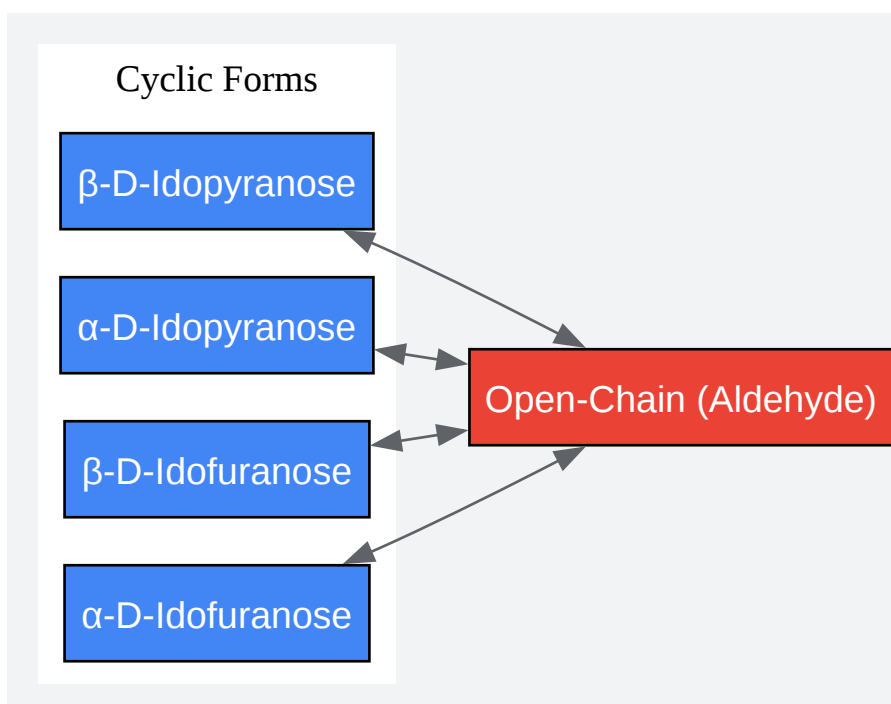 Cyclic Forms
β-D-Idopyranose
α-D-Idopyranose
Open-Chain (Aldehyde)
β-D-Idofuranose
α-D-Idofuranose